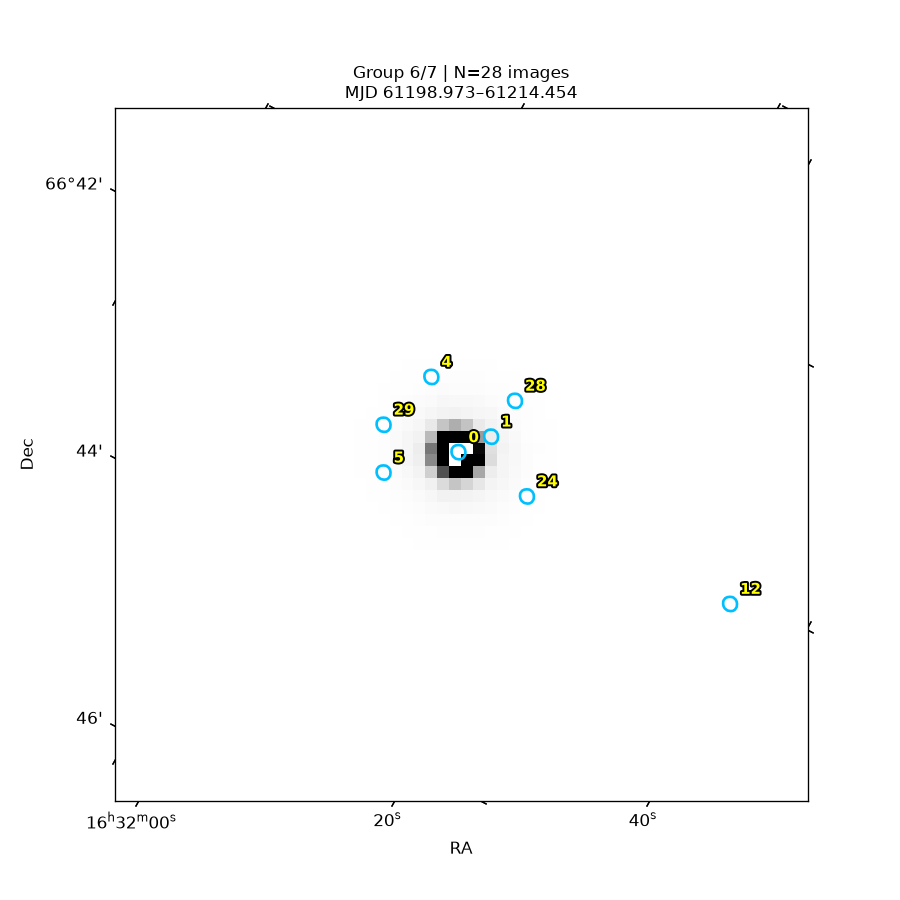 Group 6/7 | N=28 images
MJD 61198.973–61214.454
66°42'
4
28
29
1
0
44'
5
24
Dec
12
46'
16ʰ32ᵐ00ˢ
20ˢ
40ˢ
RA